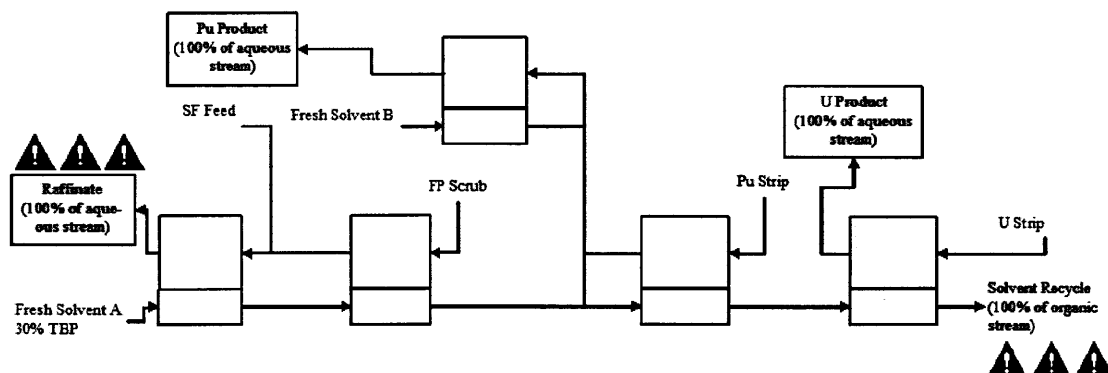 Pu Product
(100% of aqueous
stream)
SF Feed
Fresh Solvent B
U Product
(100% of aqueous
stream)
Raffinate
(100% of aque-
ous stream)
FP Scrub
Pu Strip
U Strip
Fresh Solvent A
30% TBP
Solvent Recycle
(100% of organic
stream)